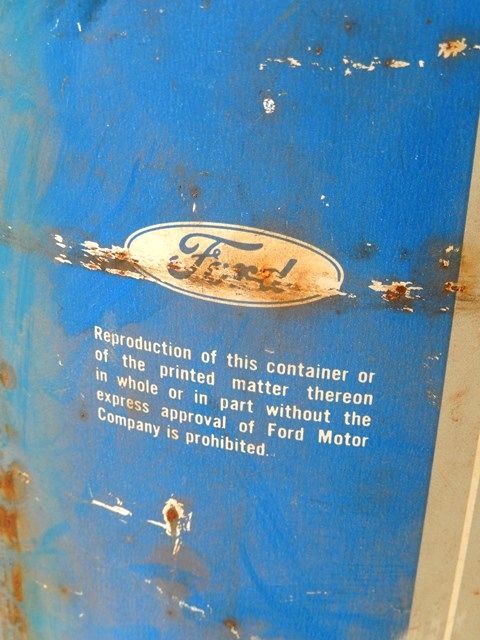 Ford
Reproduction of this container or
of the printed matter thereon
in whole or in part without the
express approval of Ford Motor
Company is prohibited.